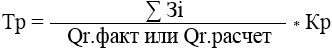 Тр = ∑ Зi / Qr.факт или Qr.расчет * Кр